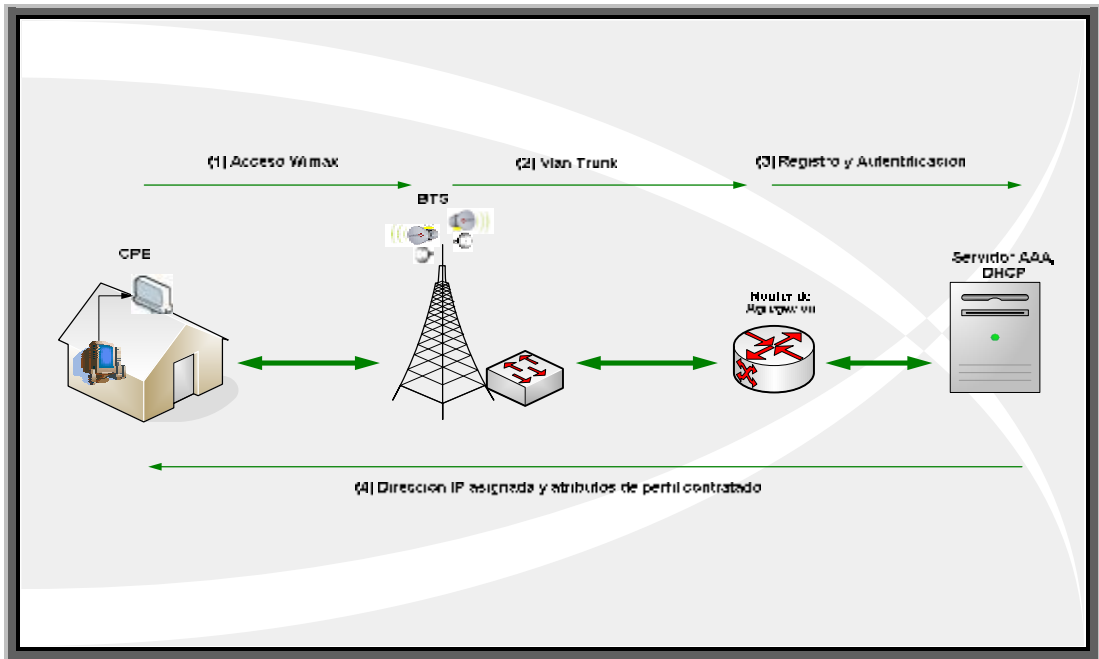 (1) Acceso Wimax
(2) Vlan Trunk
(3) Registro y Autentificacion
BTS
CPE
Servidor AAA,
DHCP
Router de
Agregacion
(4) Direccion IP asignada y atributos de perfil contratado